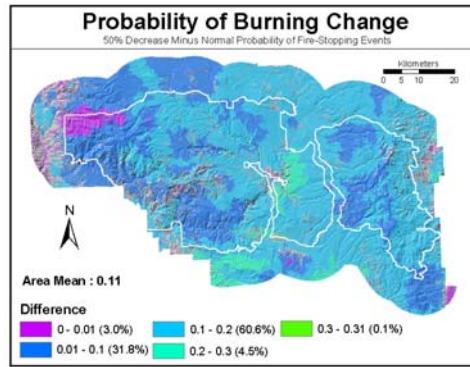 Probability of Burning Change
50% Decrease Minus Normal Probability of Fire-Stopping Events
Kilometers
0 5 10 20
N
Area Mean : 0.11
Difference
0 - 0.01 (3.0%)
0.1 - 0.2 (60.6%)
0.3 - 0.31 (0.1%)
0.01 - 0.1 (31.8%)
0.2 - 0.3 (4.5%)